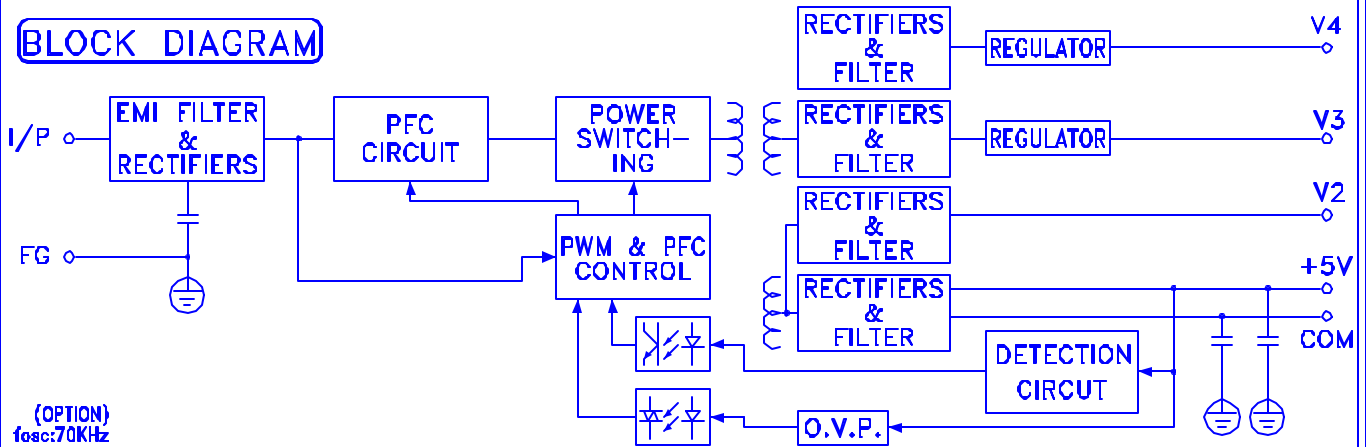 BLOCK DIAGRAM
RECTIFIERS
&
FILTER
REGULATOR
V4
I/P
EMI FILTER
&
RECTIFIERS
PFC
CIRCUIT
POWER
SWITCH-
ING
RECTIFIERS
&
FILTER
REGULATOR
V3
RECTIFIERS
&
FILTER
V2
FG
PWM & PFC
CONTROL
RECTIFIERS
&
FILTER
+5V
COM
DETECTION
CIRCUT
O.V.P.
(OPTION)
fosc:70KHz